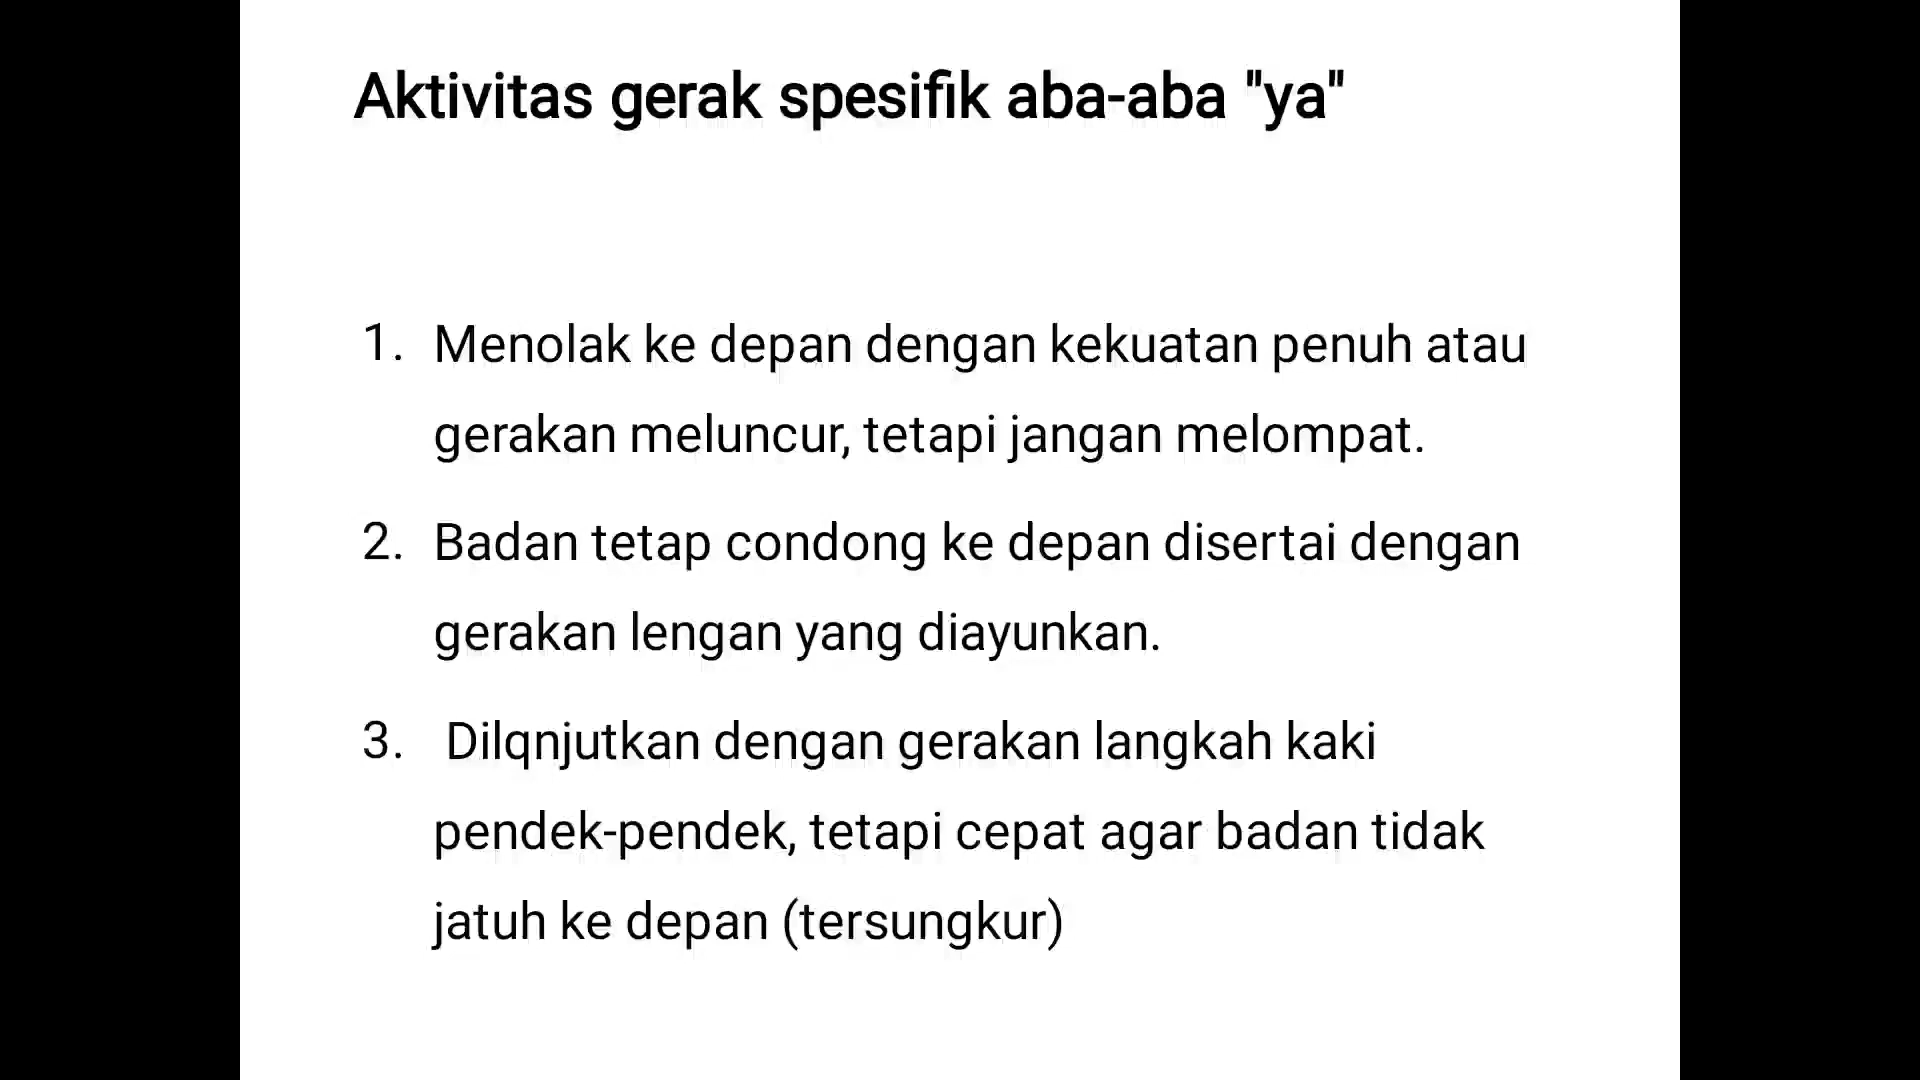 Aktivitas gerak spesifik aba-aba "ya"
1. Menolak ke depan dengan kekuatan penuh atau
gerakan meluncur, tetapi jangan melompat.
2. Badan tetap condong ke depan disertai dengan
gerakan lengan yang diayunkan.
3. Dilqnjutkan dengan gerakan langkah kaki
pendek-pendek, tetapi cepat agar badan tidak
jatuh ke depan (tersungkur)